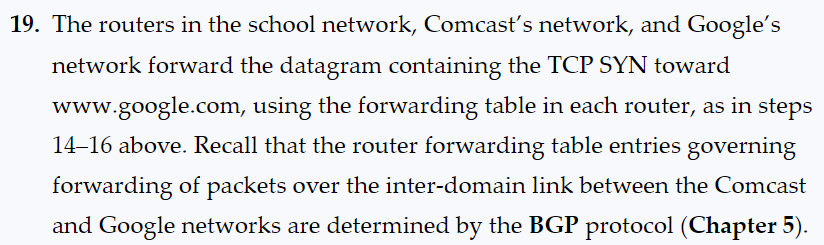 19. The routers in the school network, Comcast’s network, and Google’s
network forward the datagram containing the TCP SYN toward
www.google.com, using the forwarding table in each router, as in steps
14–16 above. Recall that the router forwarding table entries governing
forwarding of packets over the inter-domain link between the Comcast
and Google networks are determined by the BGP protocol (Chapter 5).